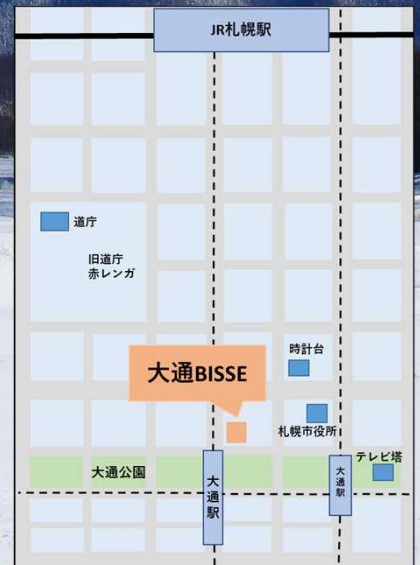 JR札幌駅
道庁
旧道庁
赤レンガ
時計台
大通BISSE
札幌市役所
テレビ塔
大通公園
大通駅
大通駅